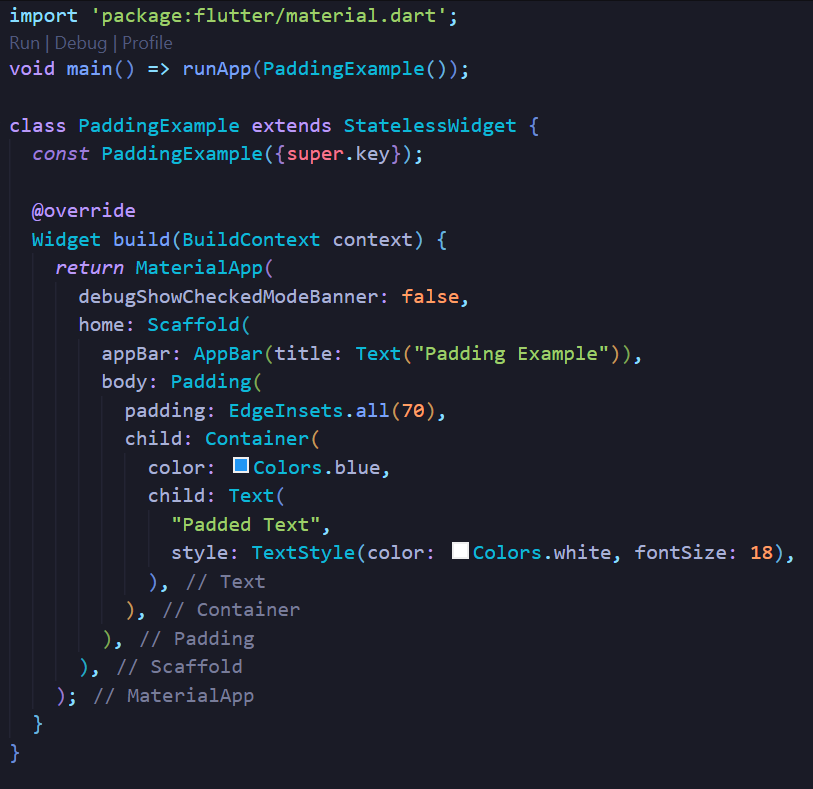 import 'package:flutter/material.dart';
Run | Debug | Profile
void main() => runApp(PaddingExample());

class PaddingExample extends StatelessWidget {
  const PaddingExample({super.key});

  @override
  Widget build(BuildContext context) {
    return MaterialApp(
      debugShowCheckedModeBanner: false,
      home: Scaffold(
        appBar: AppBar(title: Text("Padding Example")),
        body: Padding(
          padding: EdgeInsets.all(70),
          child: Container(
            color: Colors.blue,
            child: Text(
              "Padded Text",
              style: TextStyle(color: Colors.white, fontSize: 18),
            ), // Text
          ), // Container
        ), // Padding
      ), // Scaffold
    ); // MaterialApp
  }
}